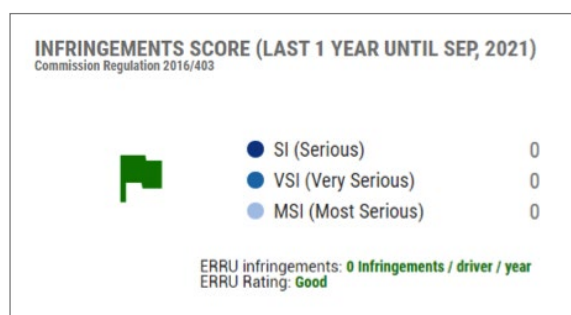 INFRINGEMENTS SCORE (LAST 1 YEAR UNTIL SEP, 2021)
Commission Regulation 2016/403
SI (Serious) 0
VSI (Very Serious) 0
MSI (Most Serious) 0
ERRU infringements: 0 Infringements / driver / year
ERRU Rating: Good